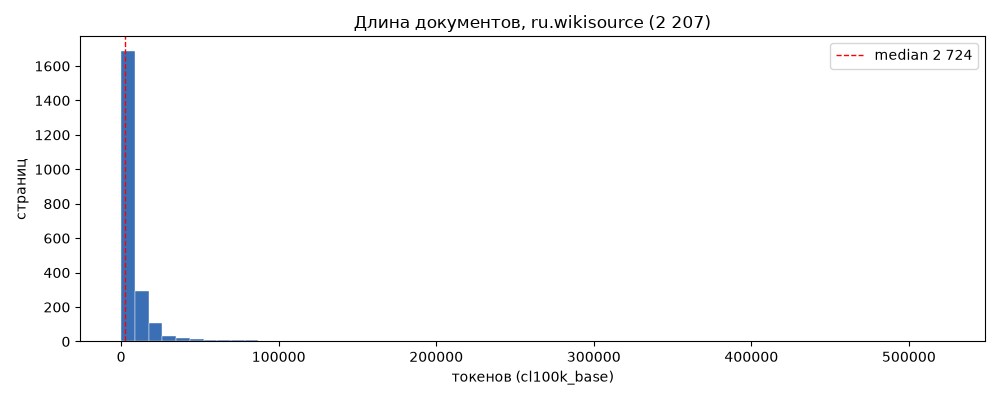 Длина документов, ru.wikisource (2 207)
median 2 724
страниц
1600
1400
1200
1000
800
600
400
200
0
0 100000 200000 300000 400000 500000
токенов (cl100k_base)